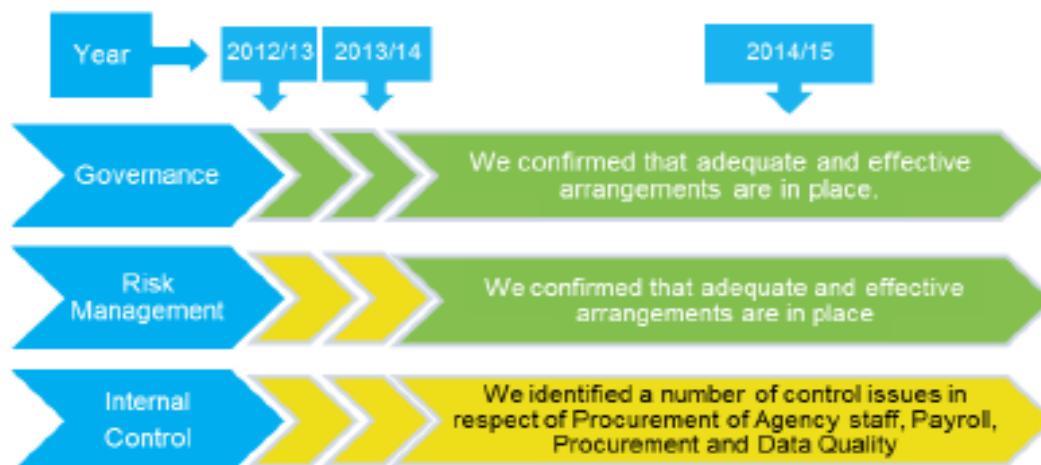 Year
2012/13
2013/14
2014/15
Governance
We confirmed that adequate and effective
arrangements are in place.
Risk
Management
We confirmed that adequate and effective
arrangements are in place
Internal
Control
We identified a number of control issues in
respect of Procurement of Agency staff, Payroll,
Procurement and Data Quality